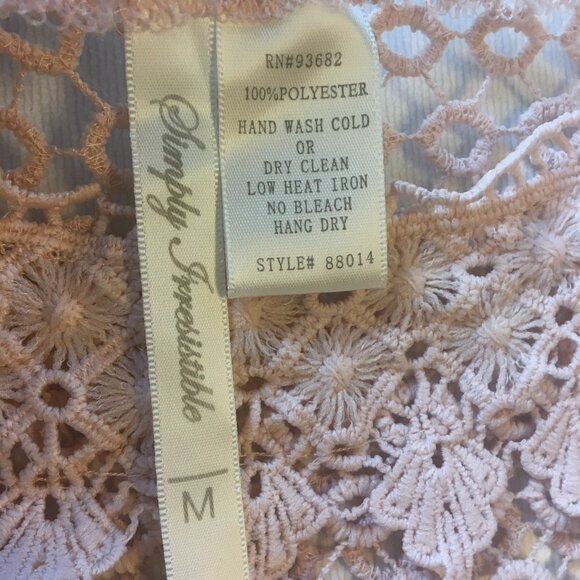 RN#93682
100%POLYESTER
HAND WASH COLD
OR
DRY CLEAN
LOW HEAT IRON
NO BLEACH
HANG DRY
STYLE# 88014
Simply Irresistible | M